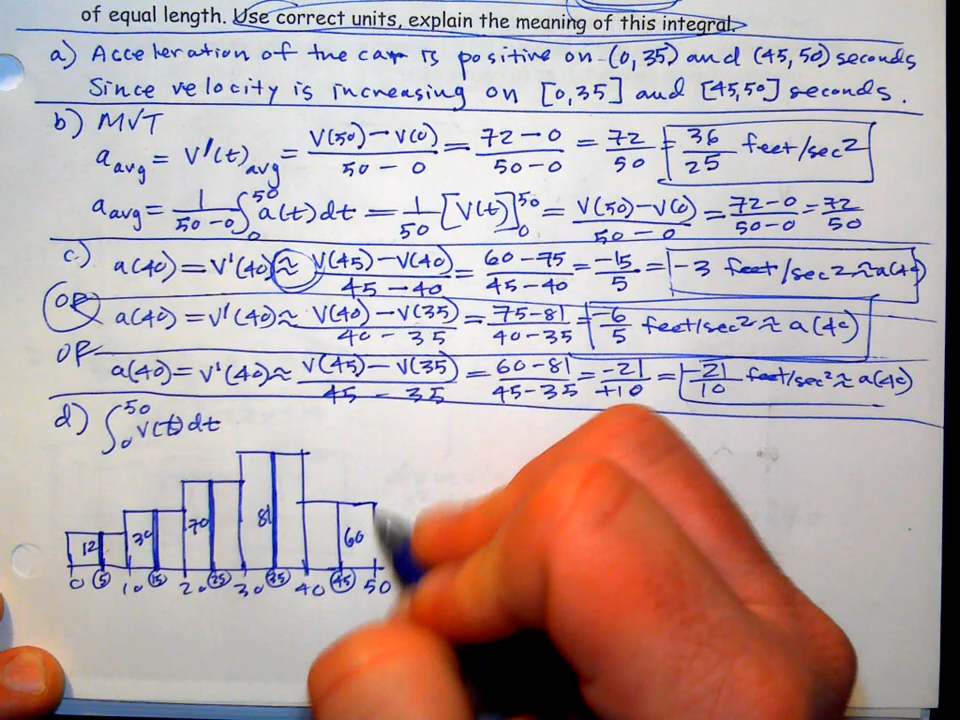 of equal length. Use correct units, explain the meaning of this integral.
a) Acceleration of the car is positive on (0,35) and (45,50) seconds
Since velocity is increasing on [0,35] and [45,50] seconds.
b) MVT
a_avg = V'(t)_avg = (V(50)-V(0))/(50-0) = (72-0)/(50-0) = 72/50 = 36/25 feet/sec²
a_avg = 1/(50-0) ∫₀⁵⁰ a(t)dt = 1/50 [V(t)]₀⁵⁰ = (V(50)-V(0))/(50-0) = (72-0)/(50-0) = 72/50
c.) a(40) = V'(40) ≈ (V(45)-V(40))/(45-40) = (60-75)/(45-40) = -15/5 = -3 feet/sec² ≈ a(40)
OR
a(40) = V'(40) ≈ (V(40)-V(35))/(40-35) = (75-81)/(40-35) = -6/5 feet/sec² ≈ a(40)
OR
a(40) = V'(40) ≈ (V(45)-V(35))/(45-35) = (60-81)/(45-35) = -21/+10 = -21/10 feet/sec² ≈ a(40)
d) ∫₀⁵⁰ V(t)dt
12 30 70 81 60
0 5 10 15 20 25 30 35 40 45 50